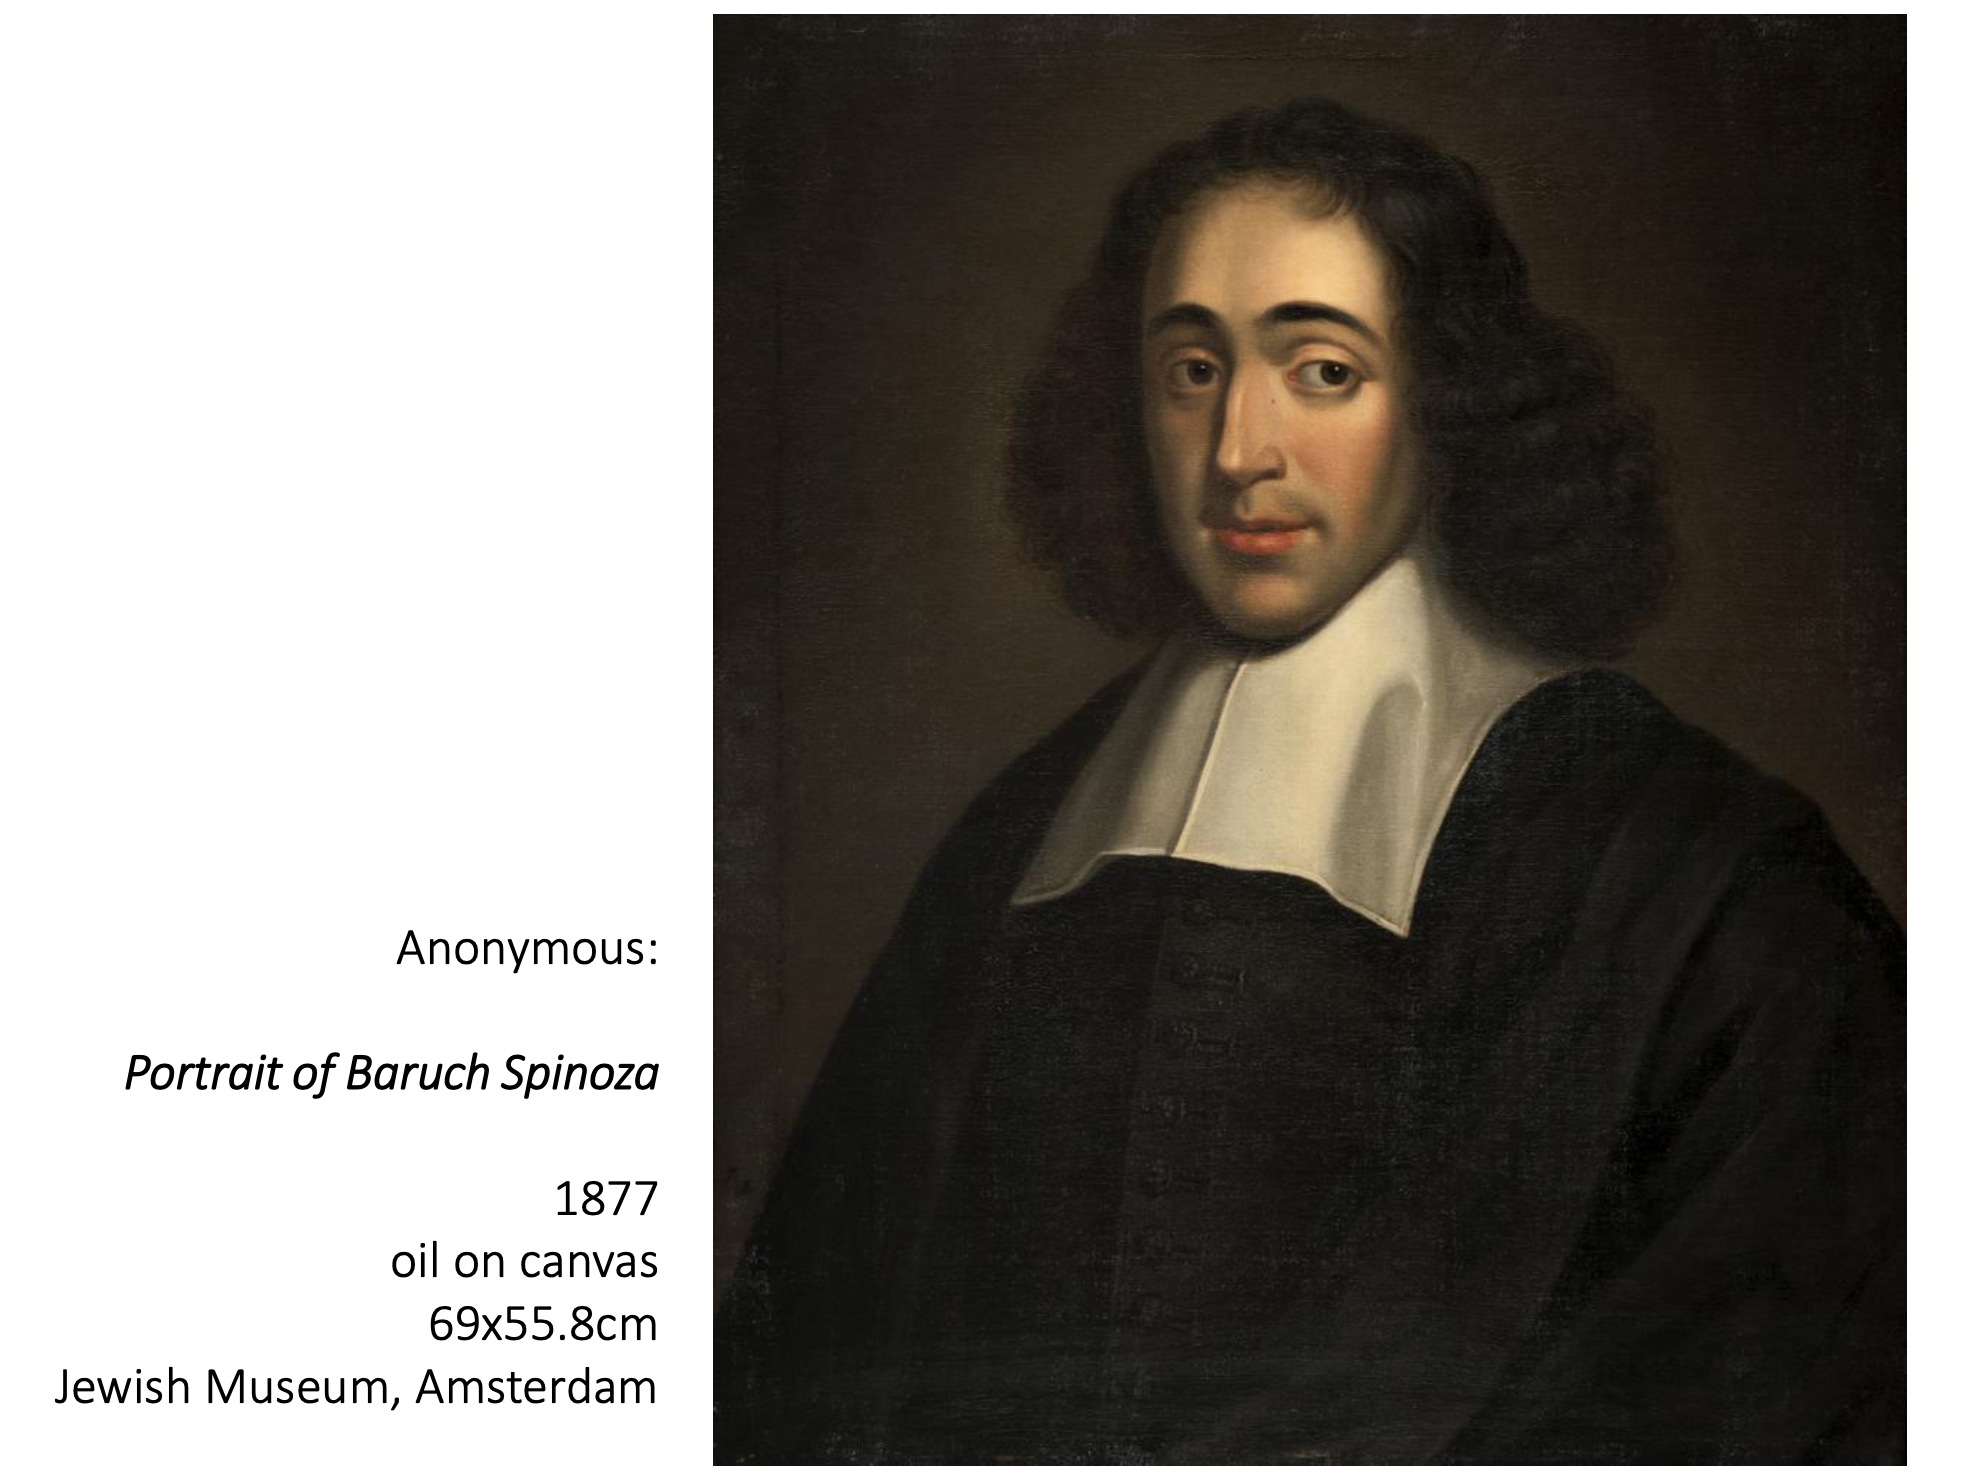 Anonymous:
Portrait of Baruch Spinoza
1877
oil on canvas
69x55.8cm
Jewish Museum, Amsterdam